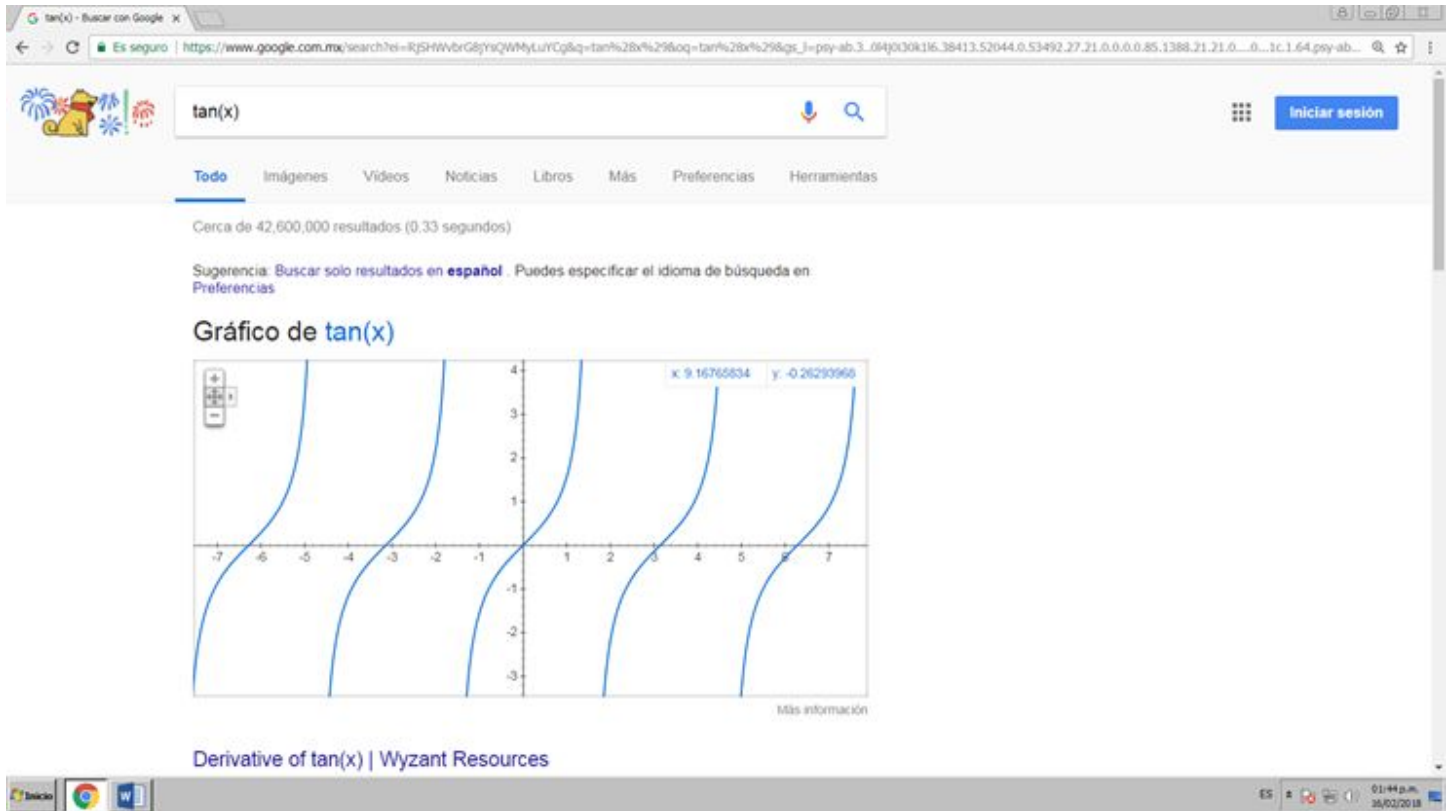 tan(x) - Buscar con Google
Es seguro
tan(x)
Iniciar sesión
Todo
Imágenes
Vídeos
Noticias
Libros
Más
Preferencias
Herramientas
Cerca de 42,600,000 resultados (0.33 segundos)
Sugerencia: Buscar solo resultados en español . Puedes especificar el idioma de búsqueda en
Preferencias
Gráfico de tan(x)
x: 9.16765834 y: -0.26293968
4
3
2
1
-7 -6 -5 -4 -3 -2 -1 1 2 3 4 5 6 7
-1
-2
-3
Más información
Derivative of tan(x) | Wyzant Resources
Inicio
ES
01:44 p.m.
16/02/2018